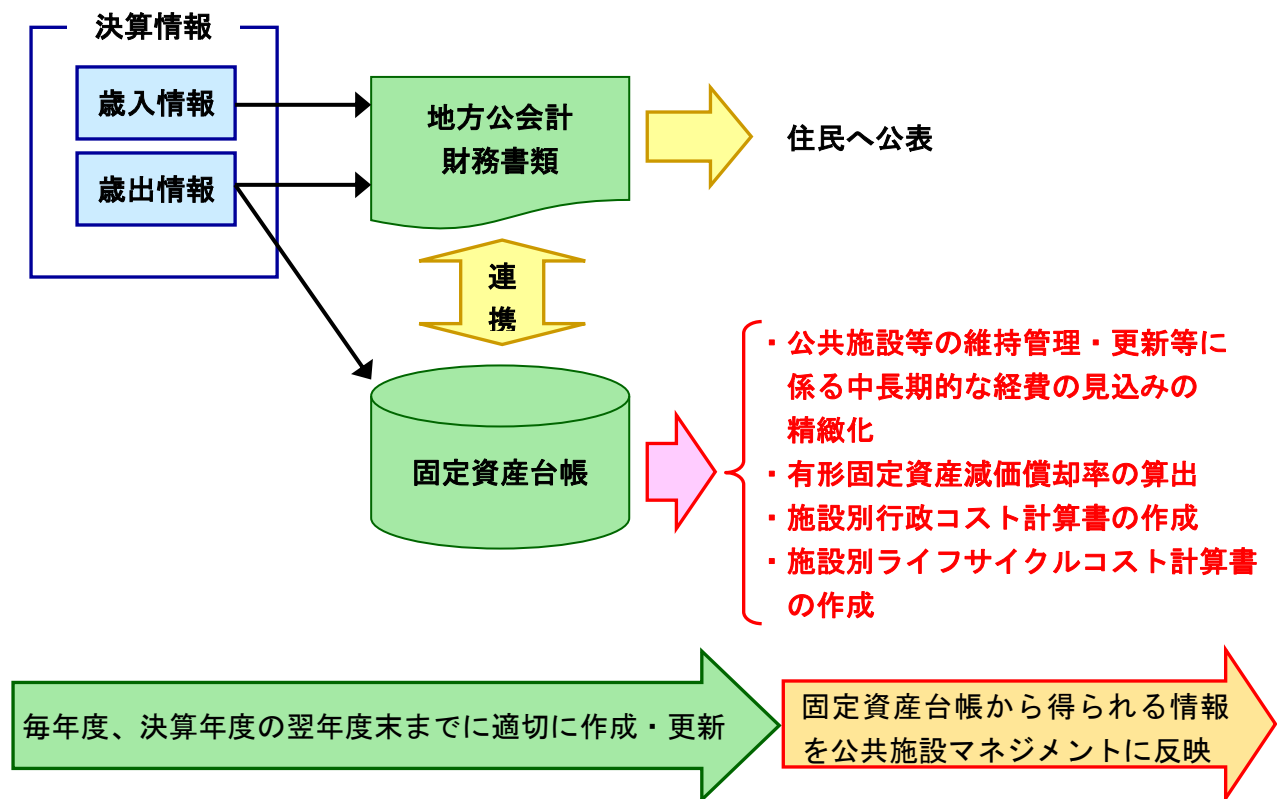 決算情報
歳入情報
歳出情報
地方公会計
財務書類
住民へ公表
連
携
固定資産台帳
・公共施設等の維持管理・更新等に
係る中長期的な経費の見込みの
精緻化
・有形固定資産減価償却率の算出
・施設別行政コスト計算書の作成
・施設別ライフサイクルコスト計算書
の作成
毎年度、決算年度の翌年度末までに適切に作成・更新
固定資産台帳から得られる情報
を公共施設マネジメントに反映